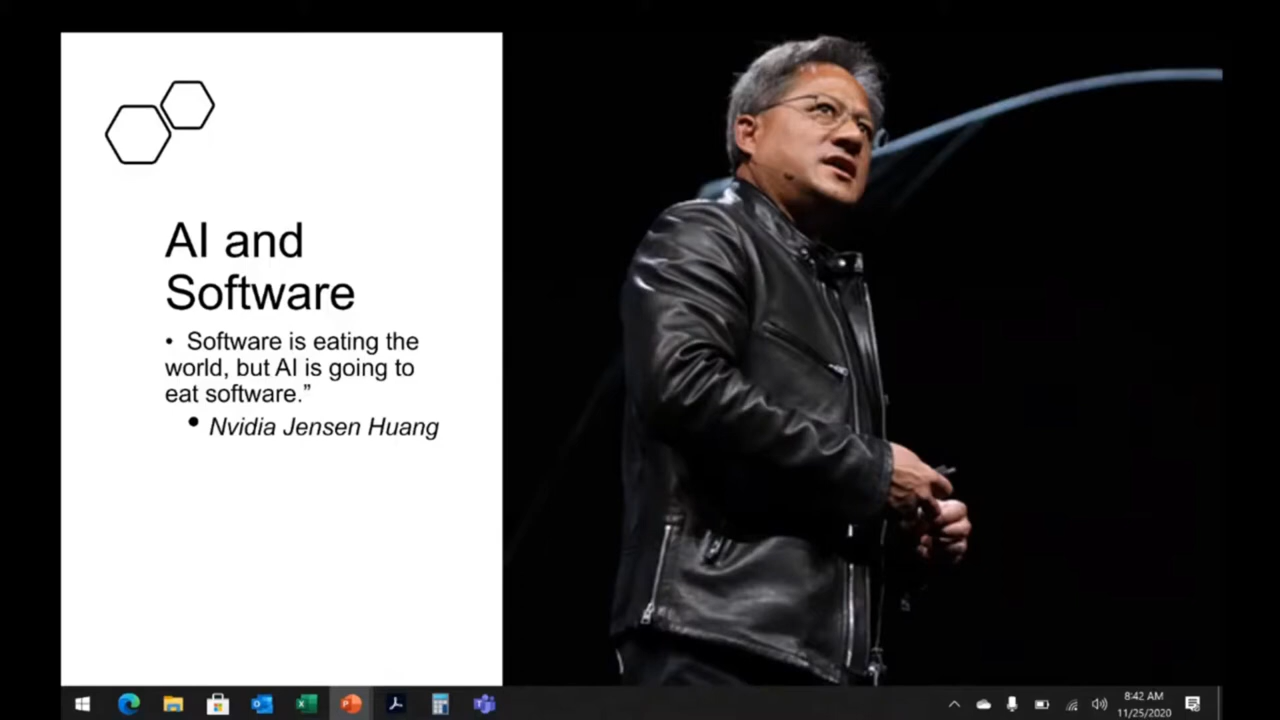 AI and
Software
• Software is eating the
world, but AI is going to
eat software.”
• Nvidia Jensen Huang
8:42 AM
11/25/2020